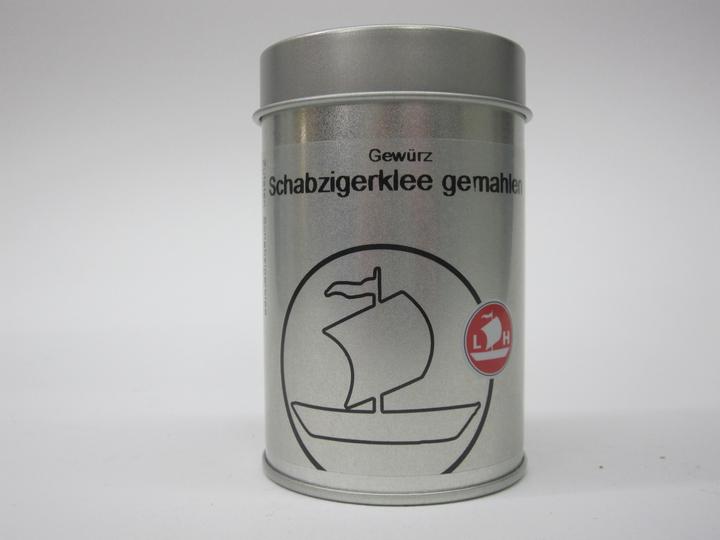 Gewürz
Schabzigerklee gemahlen
L H